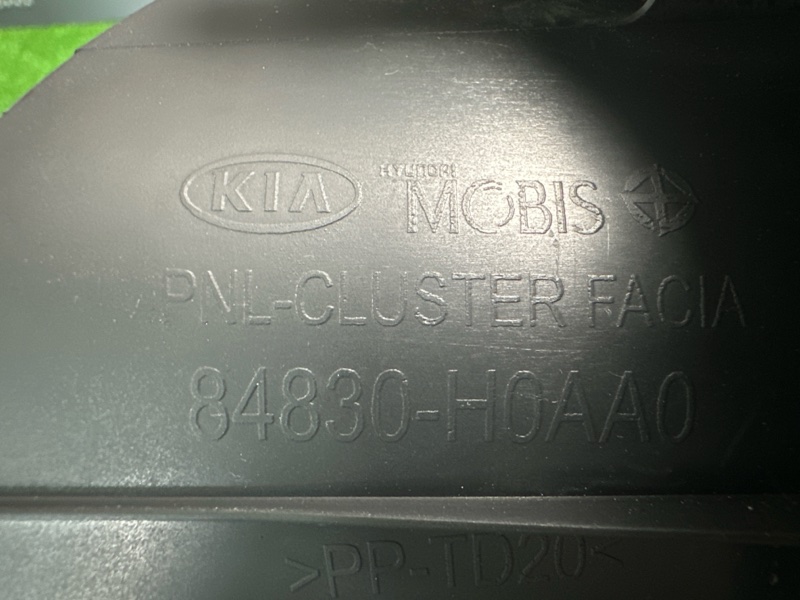 KIA HYUNDAI MOBIS
PNL-CLUSTER FACIA
84830-H0AA0
>PP-TD20<